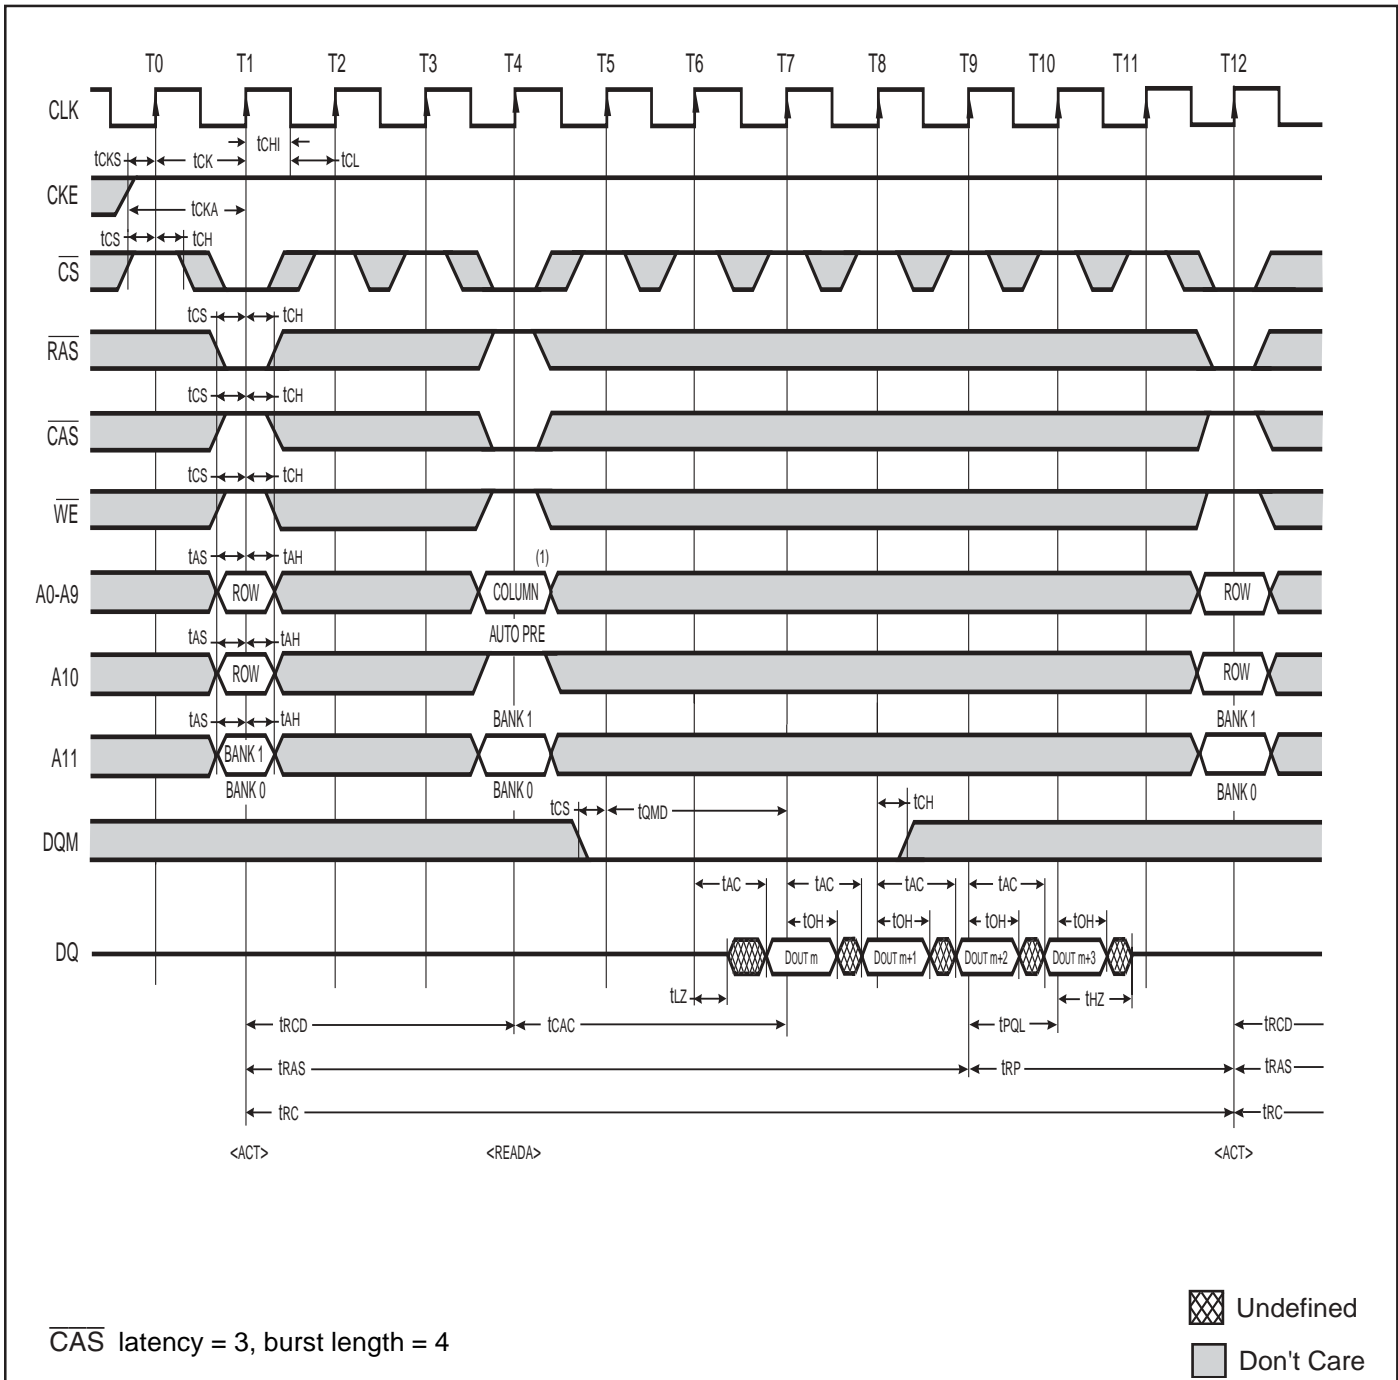 T0 T1 T2 T3 T4 T5 T6 T7 T8 T9 T10 T11 T12
CLK
tCHI
tCKS tCK tCL
CKE
tCKA
tCS tCH
CS
tCS tCH
RAS
tCS tCH
CAS
tCS tCH
WE
tAS tAH (1)
A0-A9 ROW COLUMN ROW
tAS tAH AUTO PRE
A10 ROW ROW
tAS tAH BANK 1 BANK 1
A11 BANK 1
BANK 0 BANK 0 BANK 0
tCS tQMD tCH
DQM
tAC tAC tAC tAC
tOH tOH tOH tOH
DQ DOUT m DOUT m+1 DOUT m+2 DOUT m+3
tLZ tHZ
tRCD tCAC tPQL tRCD
tRAS tRP tRAS
tRC tRC
<ACT> <READA> <ACT>
Undefined
CAS latency = 3, burst length = 4
Don't Care